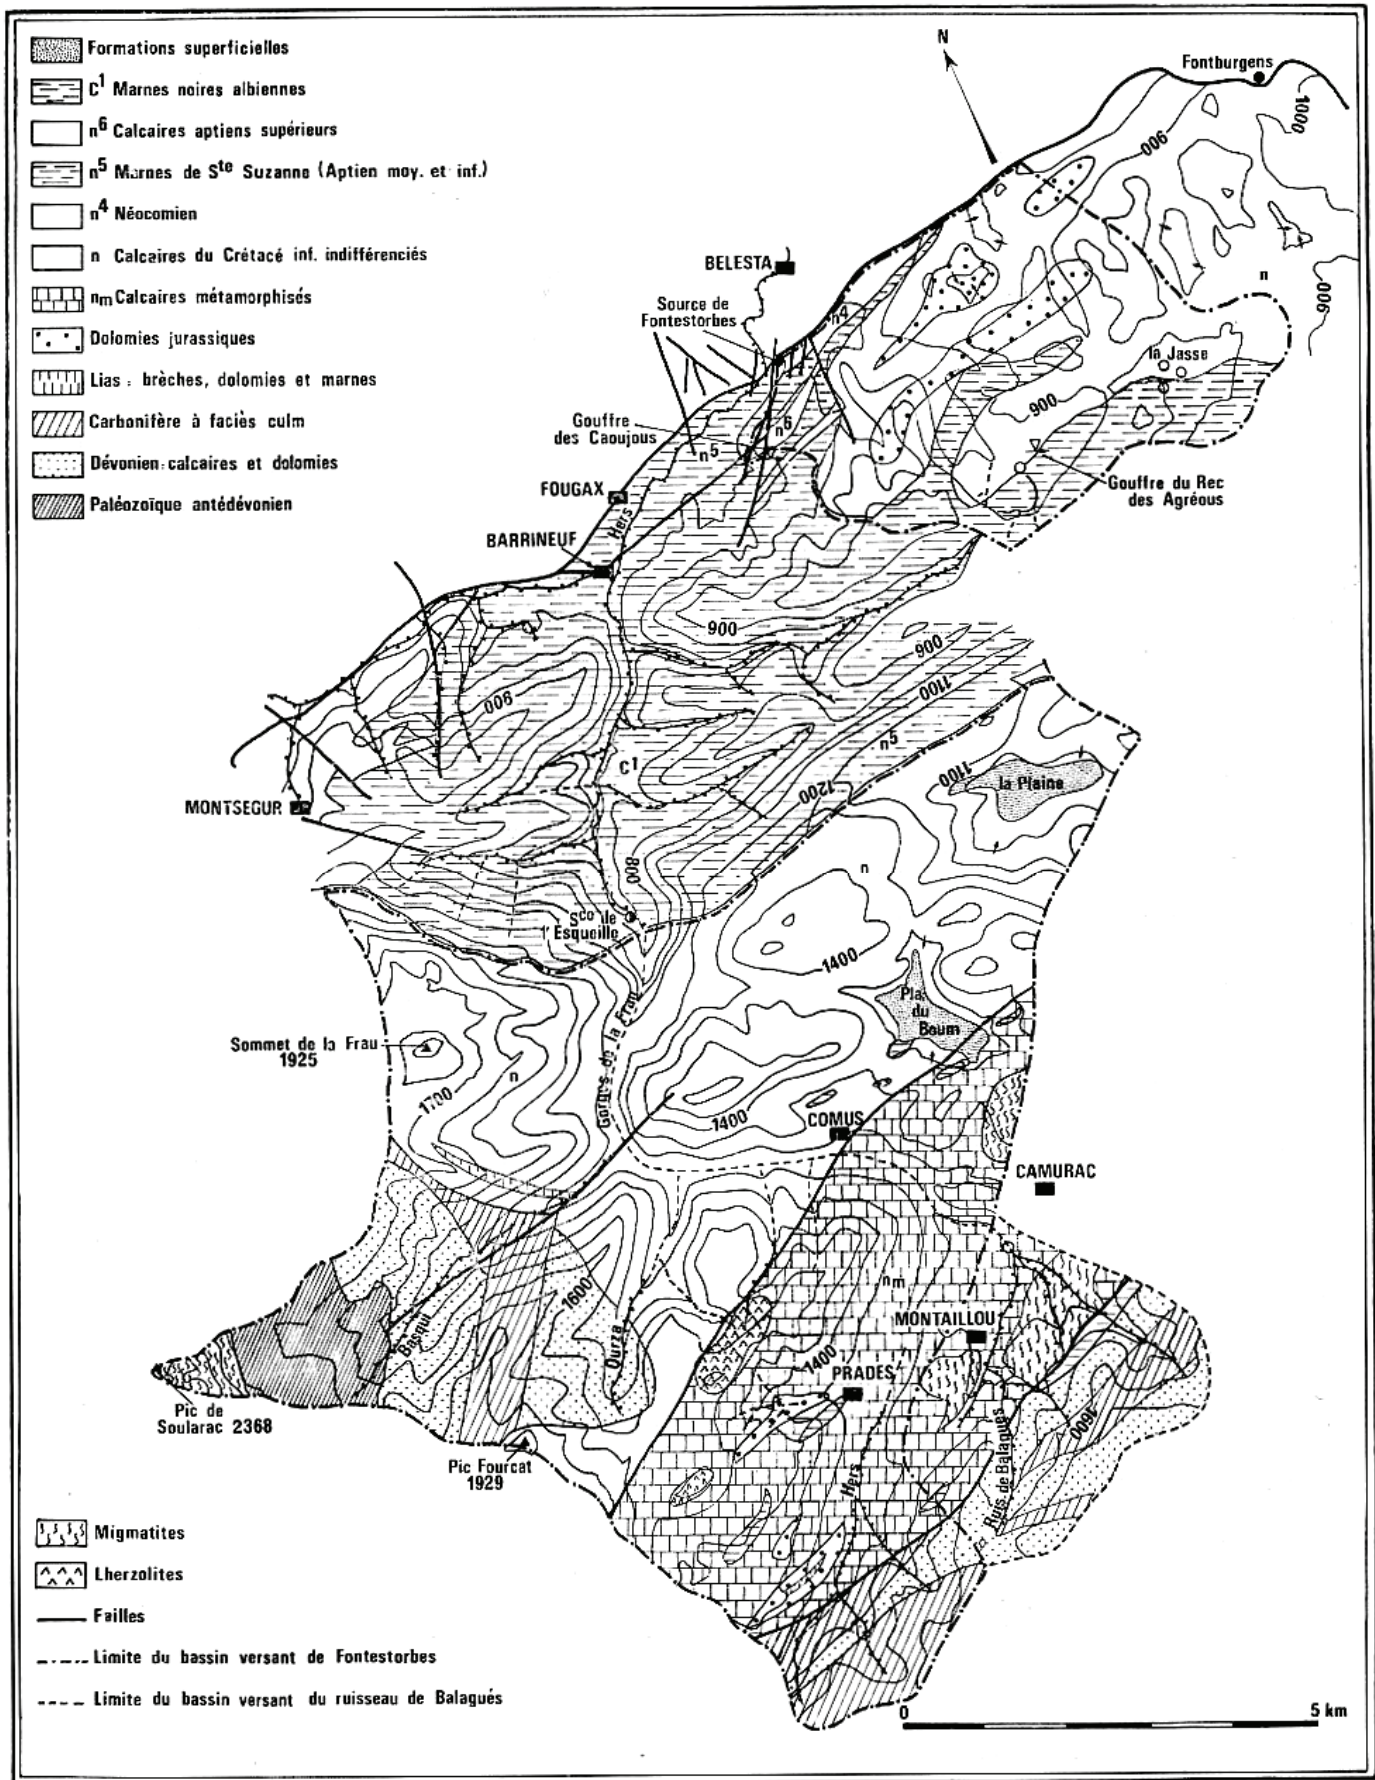 Formations superficielles
C1 Marnes noires albiennes
n6 Calcaires aptiens supérieurs
n5 Marnes de Ste Suzanne (Aptien moy. et inf.)
n4 Néocomien
n Calcaires du Crétacé inf. indifférenciés
nm Calcaires métamorphisés
Dolomies jurassiques
Lias : brèches, dolomies et marnes
Carbonifère à faciès culm
Dévonien: calcaires et dolomies
Paléozoïque antédévonien
N
Fontburgens
1000
900
BELESTA
Source de
Fontestorbes
n4
n
900
la Jasse
900
Gouffre
des Caoujous
n6
n5
Gouffre du Rec
des Agréous
FOUGAX
Hers
BARRINEUF
900
900
1100
900
n5
C1
1200
1100
la Plaine
MONTSEGUR
800
n
Sce de
l'Esqueille
1400
Pla
du
Boum
Sommet de la Frau
1925
n
Gorges de la Frau
1700
1400
COMUS
CAMURAC
nm
1600
MONTAILLOU
Basqui
Ourza
1400
PRADES
Pic de
Soularac 2368
1600
Pic Fourcat
1929
Hers
Ruis de Balagués
Migmatites
Lherzolites
Failles
Limite du bassin versant de Fontestorbes
Limite du bassin versant du ruisseau de Balagués
0
5 km